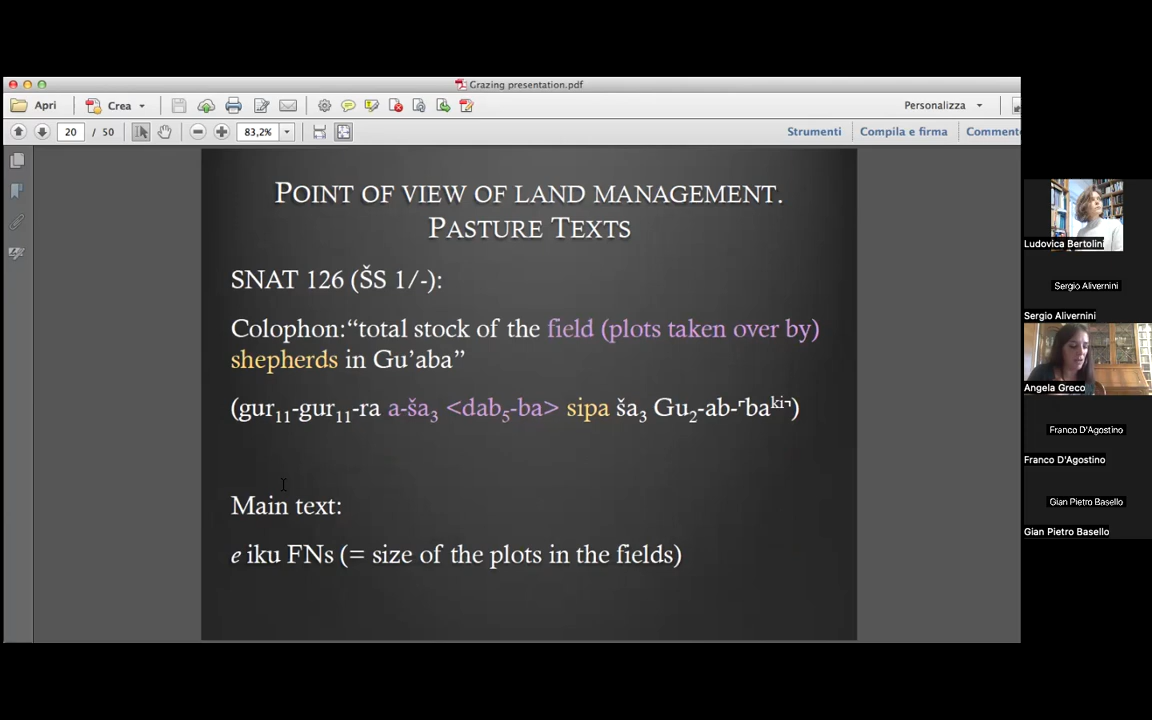 Grazing presentation.pdf
Apri
Crea
Personalizza
20 / 50
83,2%
Strumenti
Compila e firma
Comment
POINT OF VIEW OF LAND MANAGEMENT.
PASTURE TEXTS
SNAT 126 (ŠS 1/-):
Colophon:“total stock of the field (plots taken over by)
shepherds in Gu’aba”
(gur₁₁-gur₁₁-ra a-ša₃ <dab₅-ba> sipa ša₃ Gu₂-ab-⌜baᵏⁱ⌝)
Main text:
e iku FNs (= size of the plots in the fields)
Ludovica Bertolini
Sergio Alivernini
Sergio Alivernini
Angela Greco
Franco D'Agostino
Franco D'Agostino
Gian Pietro Basello
Gian Pietro Basello